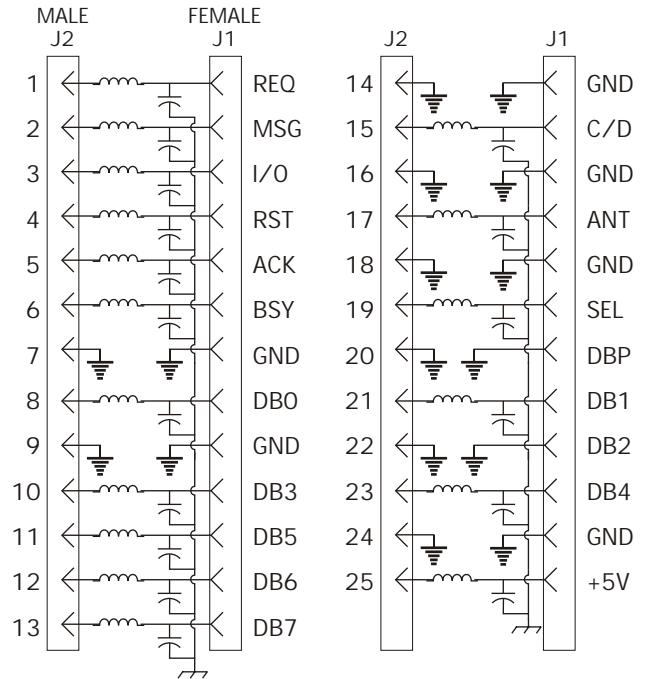 MALE FEMALE
J2 J1
1 REQ
2 MSG
3 I/O
4 RST
5 ACK
6 BSY
7 GND
8 DB0
9 GND
10 DB3
11 DB5
12 DB6
13 DB7
J2 J1
14 GND
15 C/D
16 GND
17 ANT
18 GND
19 SEL
20 DBP
21 DB1
22 DB2
23 DB4
24 GND
25 +5V